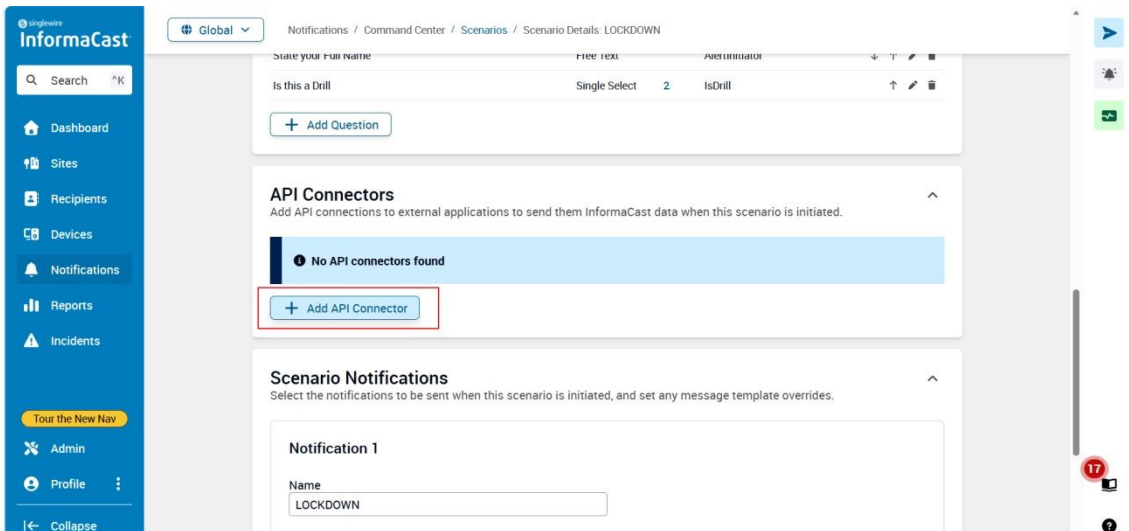 singlewire
InformaCast
Search ^K
Dashboard
Sites
Recipients
Devices
Notifications
Reports
Incidents
Tour the New Nav
Admin
Profile
Collapse
Global
Notifications / Command Center / Scenarios / Scenario Details: LOCKDOWN
State your Full Name Free Text AlertInitiator
Is this a Drill Single Select 2 IsDrill
+ Add Question
API Connectors
Add API connections to external applications to send them InformaCast data when this scenario is initiated.
No API connectors found
+ Add API Connector
Scenario Notifications
Select the notifications to be sent when this scenario is initiated, and set any message template overrides.
Notification 1
Name
LOCKDOWN
17